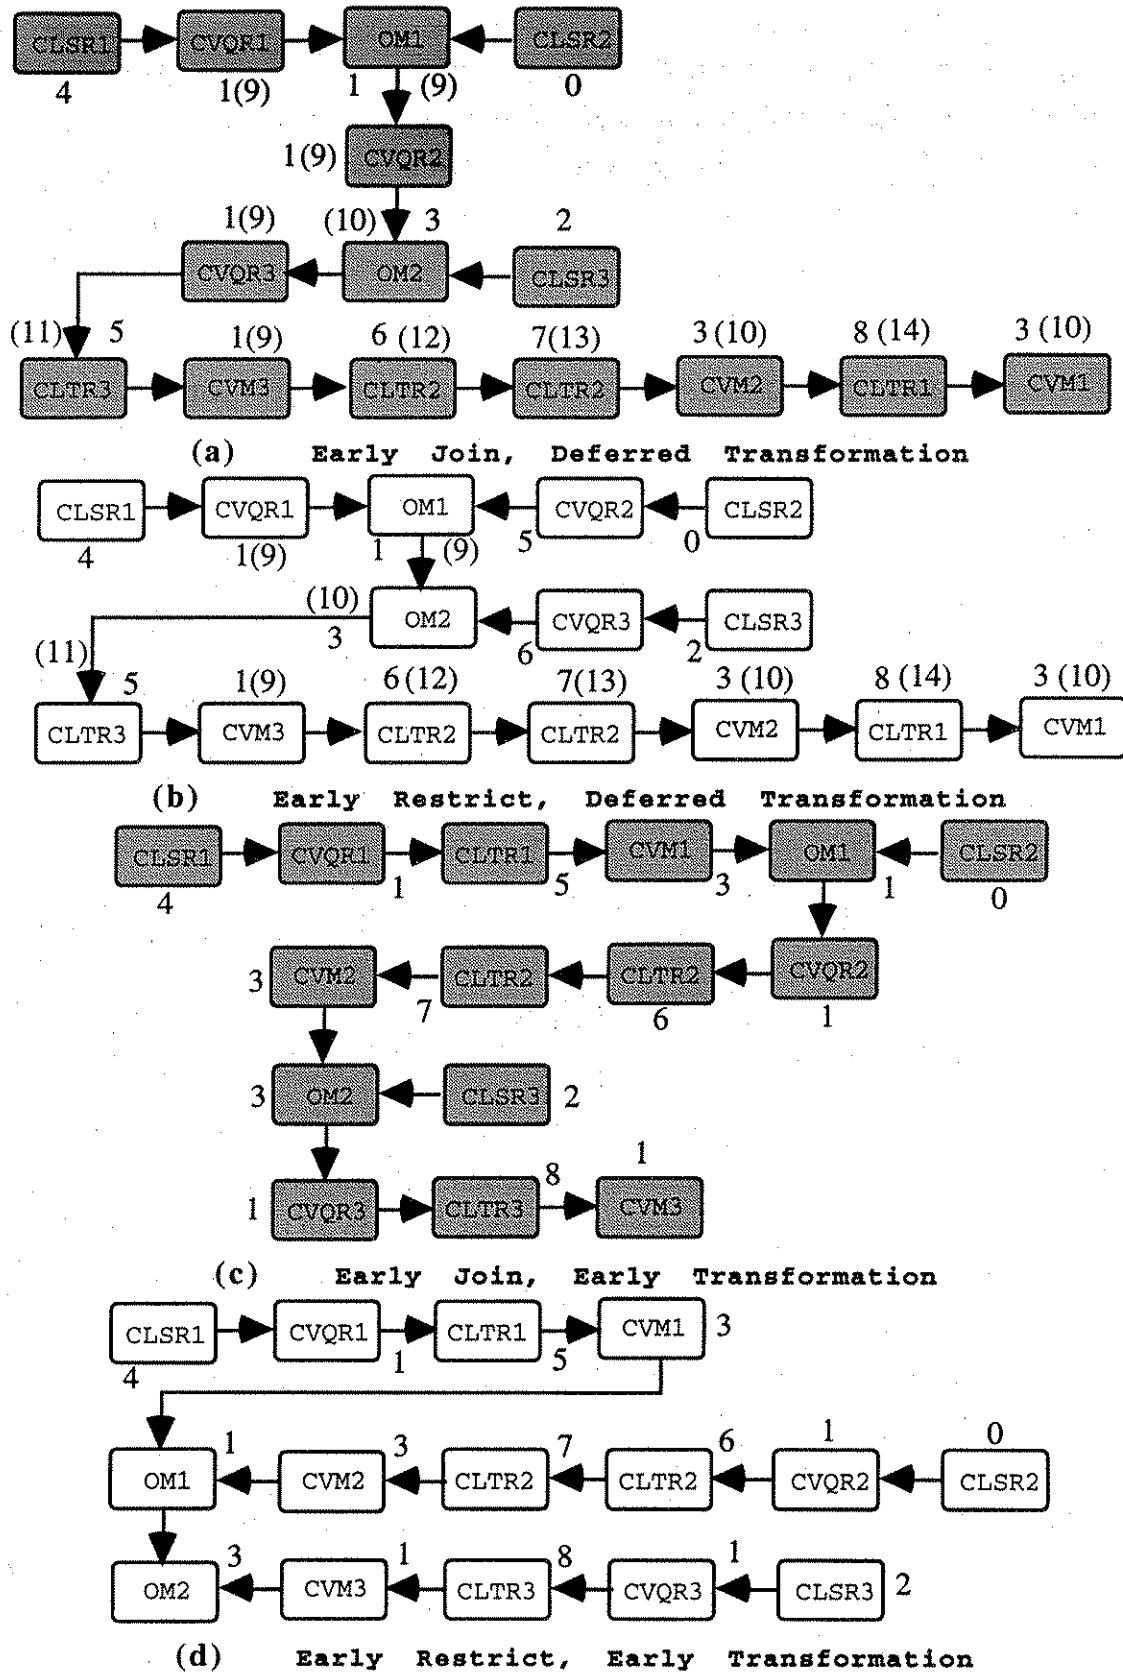 CLSR1 CVQR1 OM1 CLSR2
4 1(9) 1 (9) 0
1(9) CVQR2
1(9) (10) 3 2
CVQR3 OM2 CLSR3
(11) 5 1(9) 6 (12) 7(13) 3 (10) 8 (14) 3 (10)
CLTR3 CVM3 CLTR2 CLTR2 CVM2 CLTR1 CVM1
(a) Early Join, Deferred Transformation
CLSR1 CVQR1 OM1 CVQR2 CLSR2
4 1(9) 1 (9) 5 0
(10)
OM2 CVQR3 CLSR3
3 6 2
(11) 5 1(9) 6 (12) 7(13) 3 (10) 8 (14) 3 (10)
CLTR3 CVM3 CLTR2 CLTR2 CVM2 CLTR1 CVM1
(b) Early Restrict, Deferred Transformation
CLSR1 CVQR1 CLTR1 CVM1 OM1 CLSR2
4 1 5 3 1 0
3 CVM2 CLTR2 CLTR2 CVQR2
7 6 1
3 OM2 CLSR3 2
8 1
1 CVQR3 CLTR3 CVM3
(c) Early Join, Early Transformation
CLSR1 CVQR1 CLTR1 CVM1 3
4 1 5
1 3 7 6 1 0
OM1 CVM2 CLTR2 CLTR2 CVQR2 CLSR2
3 1 8 1
OM2 CVM3 CLTR3 CVQR3 CLSR3 2
(d) Early Restrict, Early Transformation